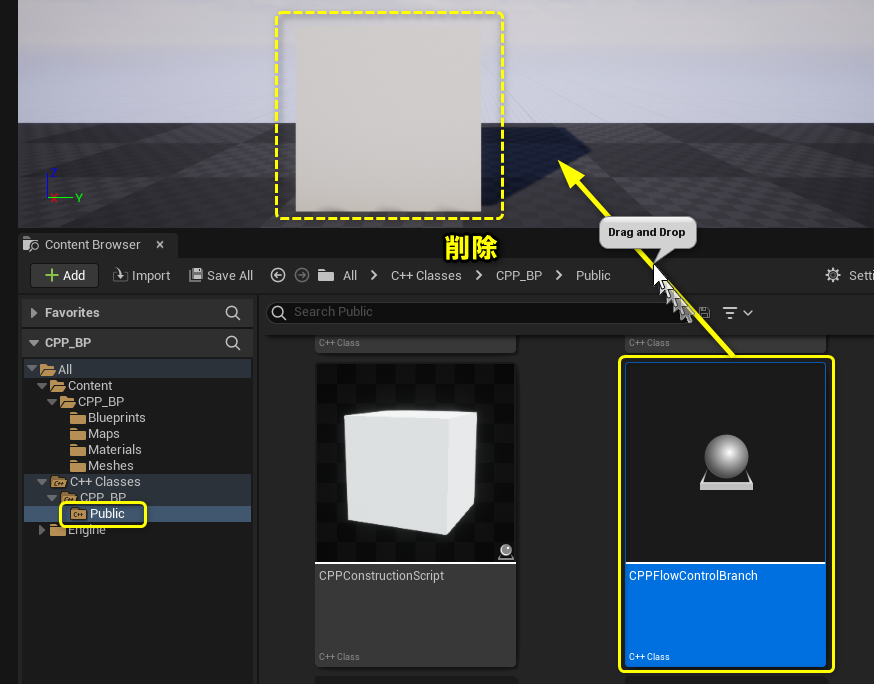 Z
X
Y
Drag and Drop
Content Browser
削除
Add
Import
Save All
All
C++ Classes
CPP_BP
Public
Setti
Favorites
Search Public
CPP_BP
C++ Class
C++ Class
All
Content
CPP_BP
Blueprints
Maps
Materials
Meshes
C++ Classes
CPP_BP
Public
Engine
CPPConstructionScript
CPPFlowControlBranch
C++ Class
C++ Class